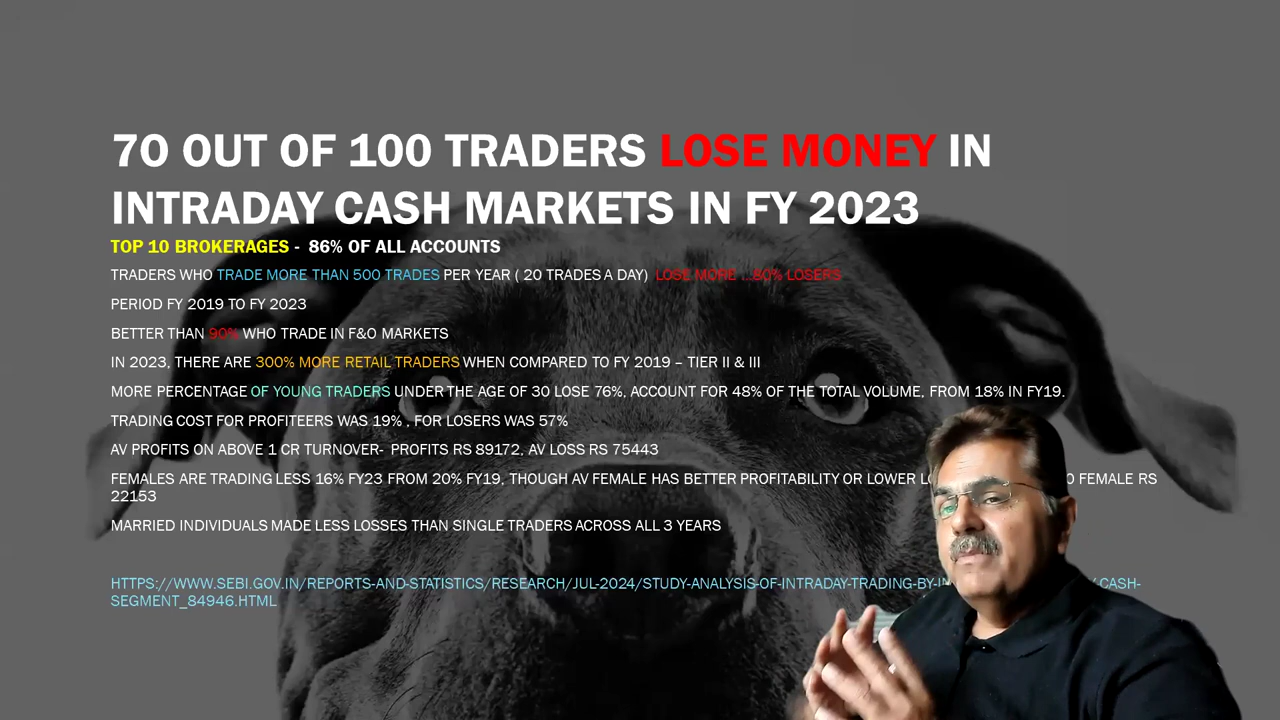 70 OUT OF 100 TRADERS LOSE MONEY IN
INTRADAY CASH MARKETS IN FY 2023
TOP 10 BROKERAGES - 86% OF ALL ACCOUNTS
TRADERS WHO TRADE MORE THAN 500 TRADES PER YEAR ( 20 TRADES A DAY) LOSE MORE ...80% LOSERS
PERIOD FY 2019 TO FY 2023
BETTER THAN 90% WHO TRADE IN F&O MARKETS
IN 2023, THERE ARE 300% MORE RETAIL TRADERS WHEN COMPARED TO FY 2019 – TIER II & III
MORE PERCENTAGE OF YOUNG TRADERS UNDER THE AGE OF 30 LOSE 76%, ACCOUNT FOR 48% OF THE TOTAL VOLUME, FROM 18% IN FY19.
TRADING COST FOR PROFITEERS WAS 19% , FOR LOSERS WAS 57%
AV PROFITS ON ABOVE 1 CR TURNOVER- PROFITS RS 89172, AV LOSS RS 75443
FEMALES ARE TRADING LESS 16% FY23 FROM 20% FY19, THOUGH AV FEMALE HAS BETTER PROFITABILITY OR LOWER FEMALE RS
22153
MARRIED INDIVIDUALS MADE LESS LOSSES THAN SINGLE TRADERS ACROSS ALL 3 YEARS
HTTPS://WWW.SEBI.GOV.IN/REPORTS-AND-STATISTICS/RESEARCH/JUL-2024/STUDY-ANALYSIS-OF-INTRADAY-TRADING-BY- CASH-
SEGMENT_84946.HTML